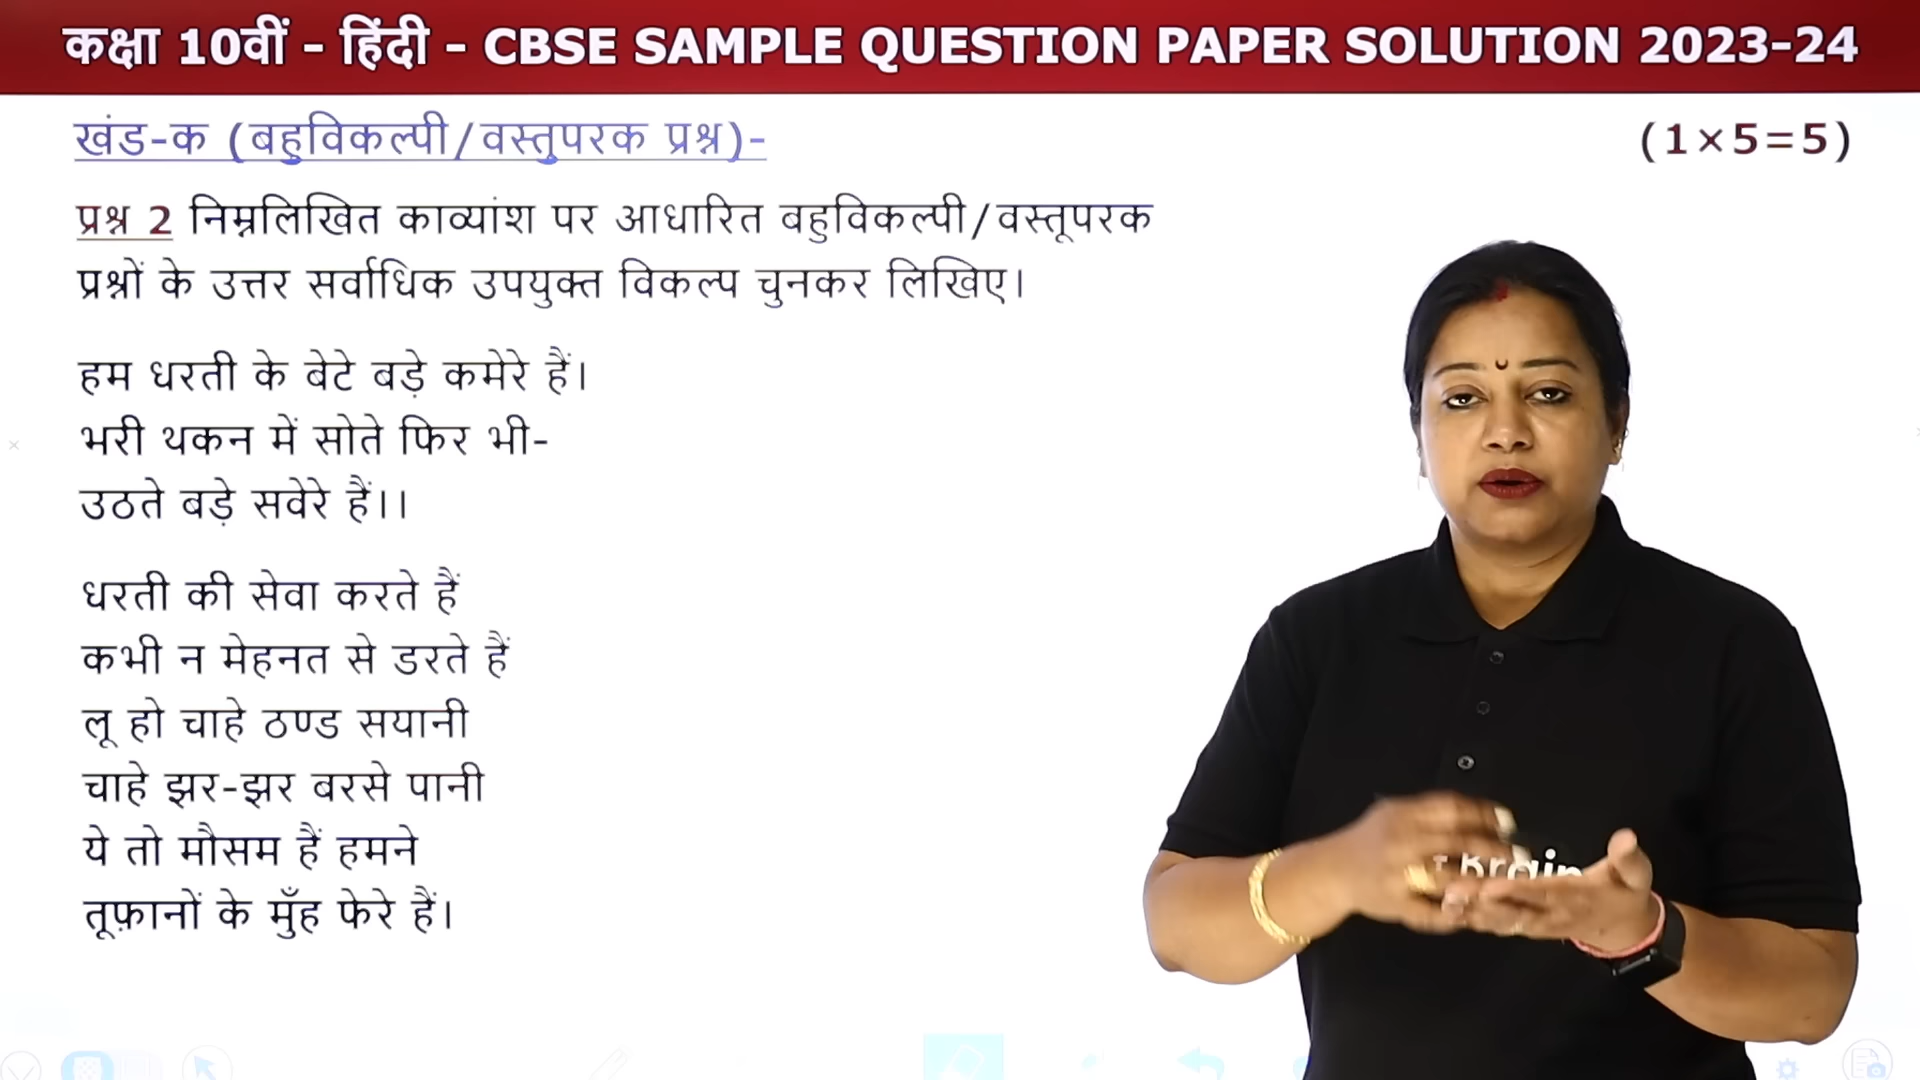 कक्षा 10वीं - हिंदी - CBSE SAMPLE QUESTION PAPER SOLUTION 2023-24
खंड-क (बहुविकल्पी/वस्तुपरक प्रश्न)-
(1×5=5)
प्रश्न 2 निम्नलिखित काव्यांश पर आधारित बहुविकल्पी/वस्तूपरक
प्रश्नों के उत्तर सर्वाधिक उपयुक्त विकल्प चुनकर लिखिए।
हम धरती के बेटे बड़े कमेरे हैं।
भरी थकन में सोते फिर भी-
उठते बड़े सवेरे हैं।।
धरती की सेवा करते हैं
कभी न मेहनत से डरते हैं
लू हो चाहे ठण्ड सयानी
चाहे झर-झर बरसे पानी
ये तो मौसम हैं हमने
तूफ़ानों के मुँह फेरे हैं।